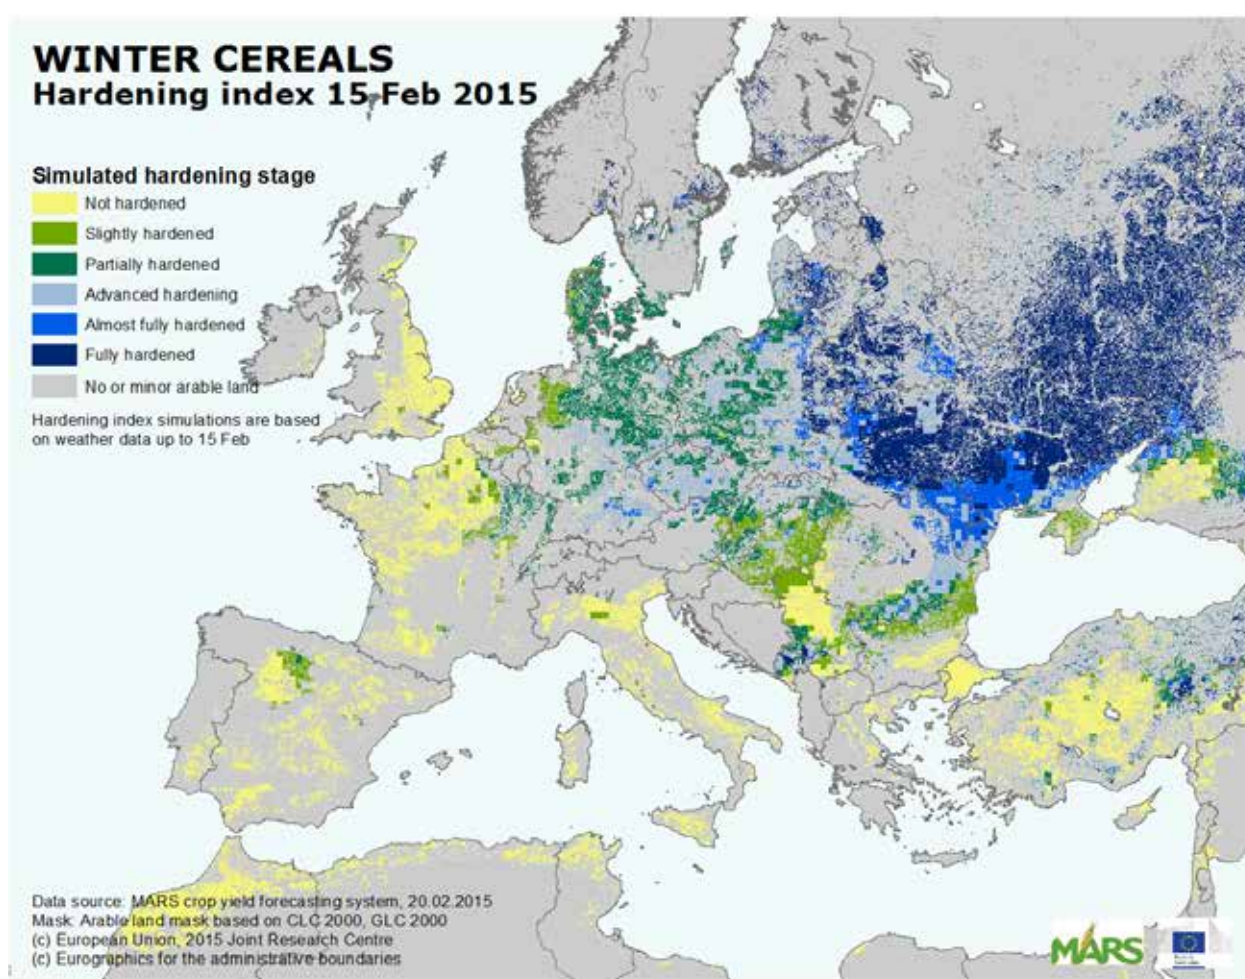 WINTER CEREALS
Hardening index 15 Feb 2015
Simulated hardening stage
Not hardened
Slightly hardened
Partially hardened
Advanced hardening
Almost fully hardened
Fully hardened
No or minor arable land
Hardening index simulations are based
on weather data up to 15 Feb
Data source: MARS crop yield forecasting system, 20.02.2015
Mask: Arable land mask based on CLC 2000, GLC 2000
(c) European Union, 2015 Joint Research Centre
(c) Eurographics for the administrative boundaries
MARS